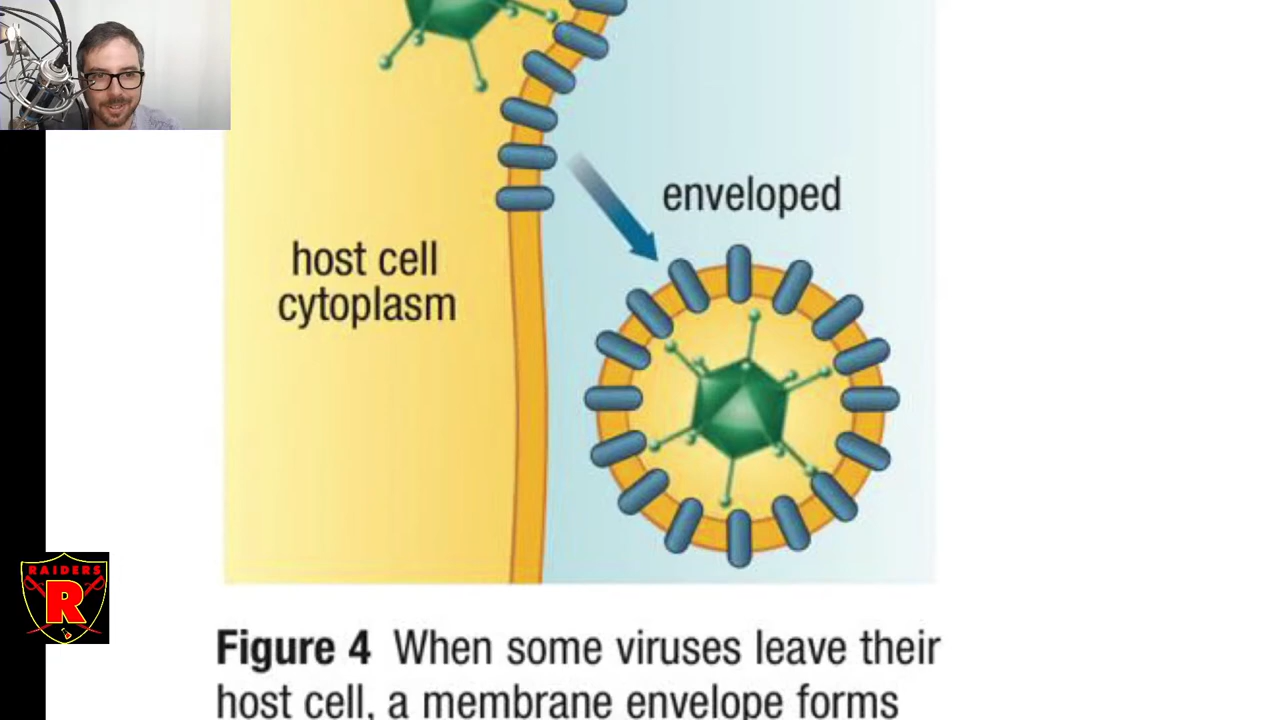 enveloped
host cell
cytoplasm
RAIDERS
R
Figure 4 When some viruses leave their
host cell, a membrane envelope forms